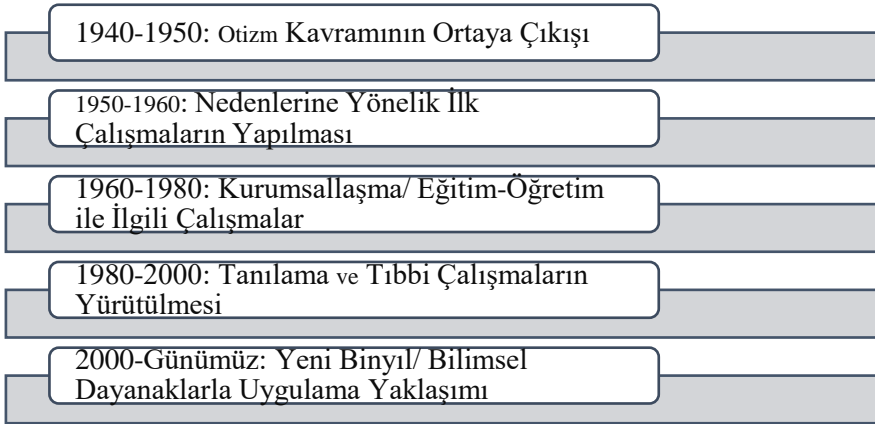 1940-1950: Otizm Kavramının Ortaya Çıkışı
1950-1960: Nedenlerine Yönelik İlk
Çalışmaların Yapılması
1960-1980: Kurumsallaşma/ Eğitim-Öğretim
ile İlgili Çalışmalar
1980-2000: Tanılama ve Tıbbi Çalışmaların
Yürütülmesi
2000-Günümüz: Yeni Binyıl/ Bilimsel
Dayanaklarla Uygulama Yaklaşımı